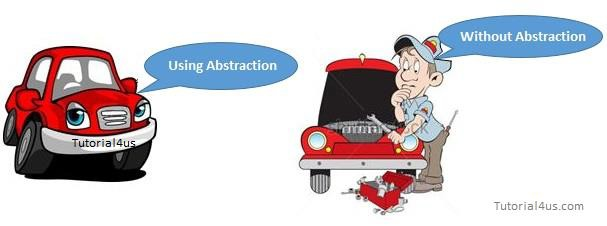 Using Abstraction
Without Abstraction
Tutorial4us
Tutorial4us.com